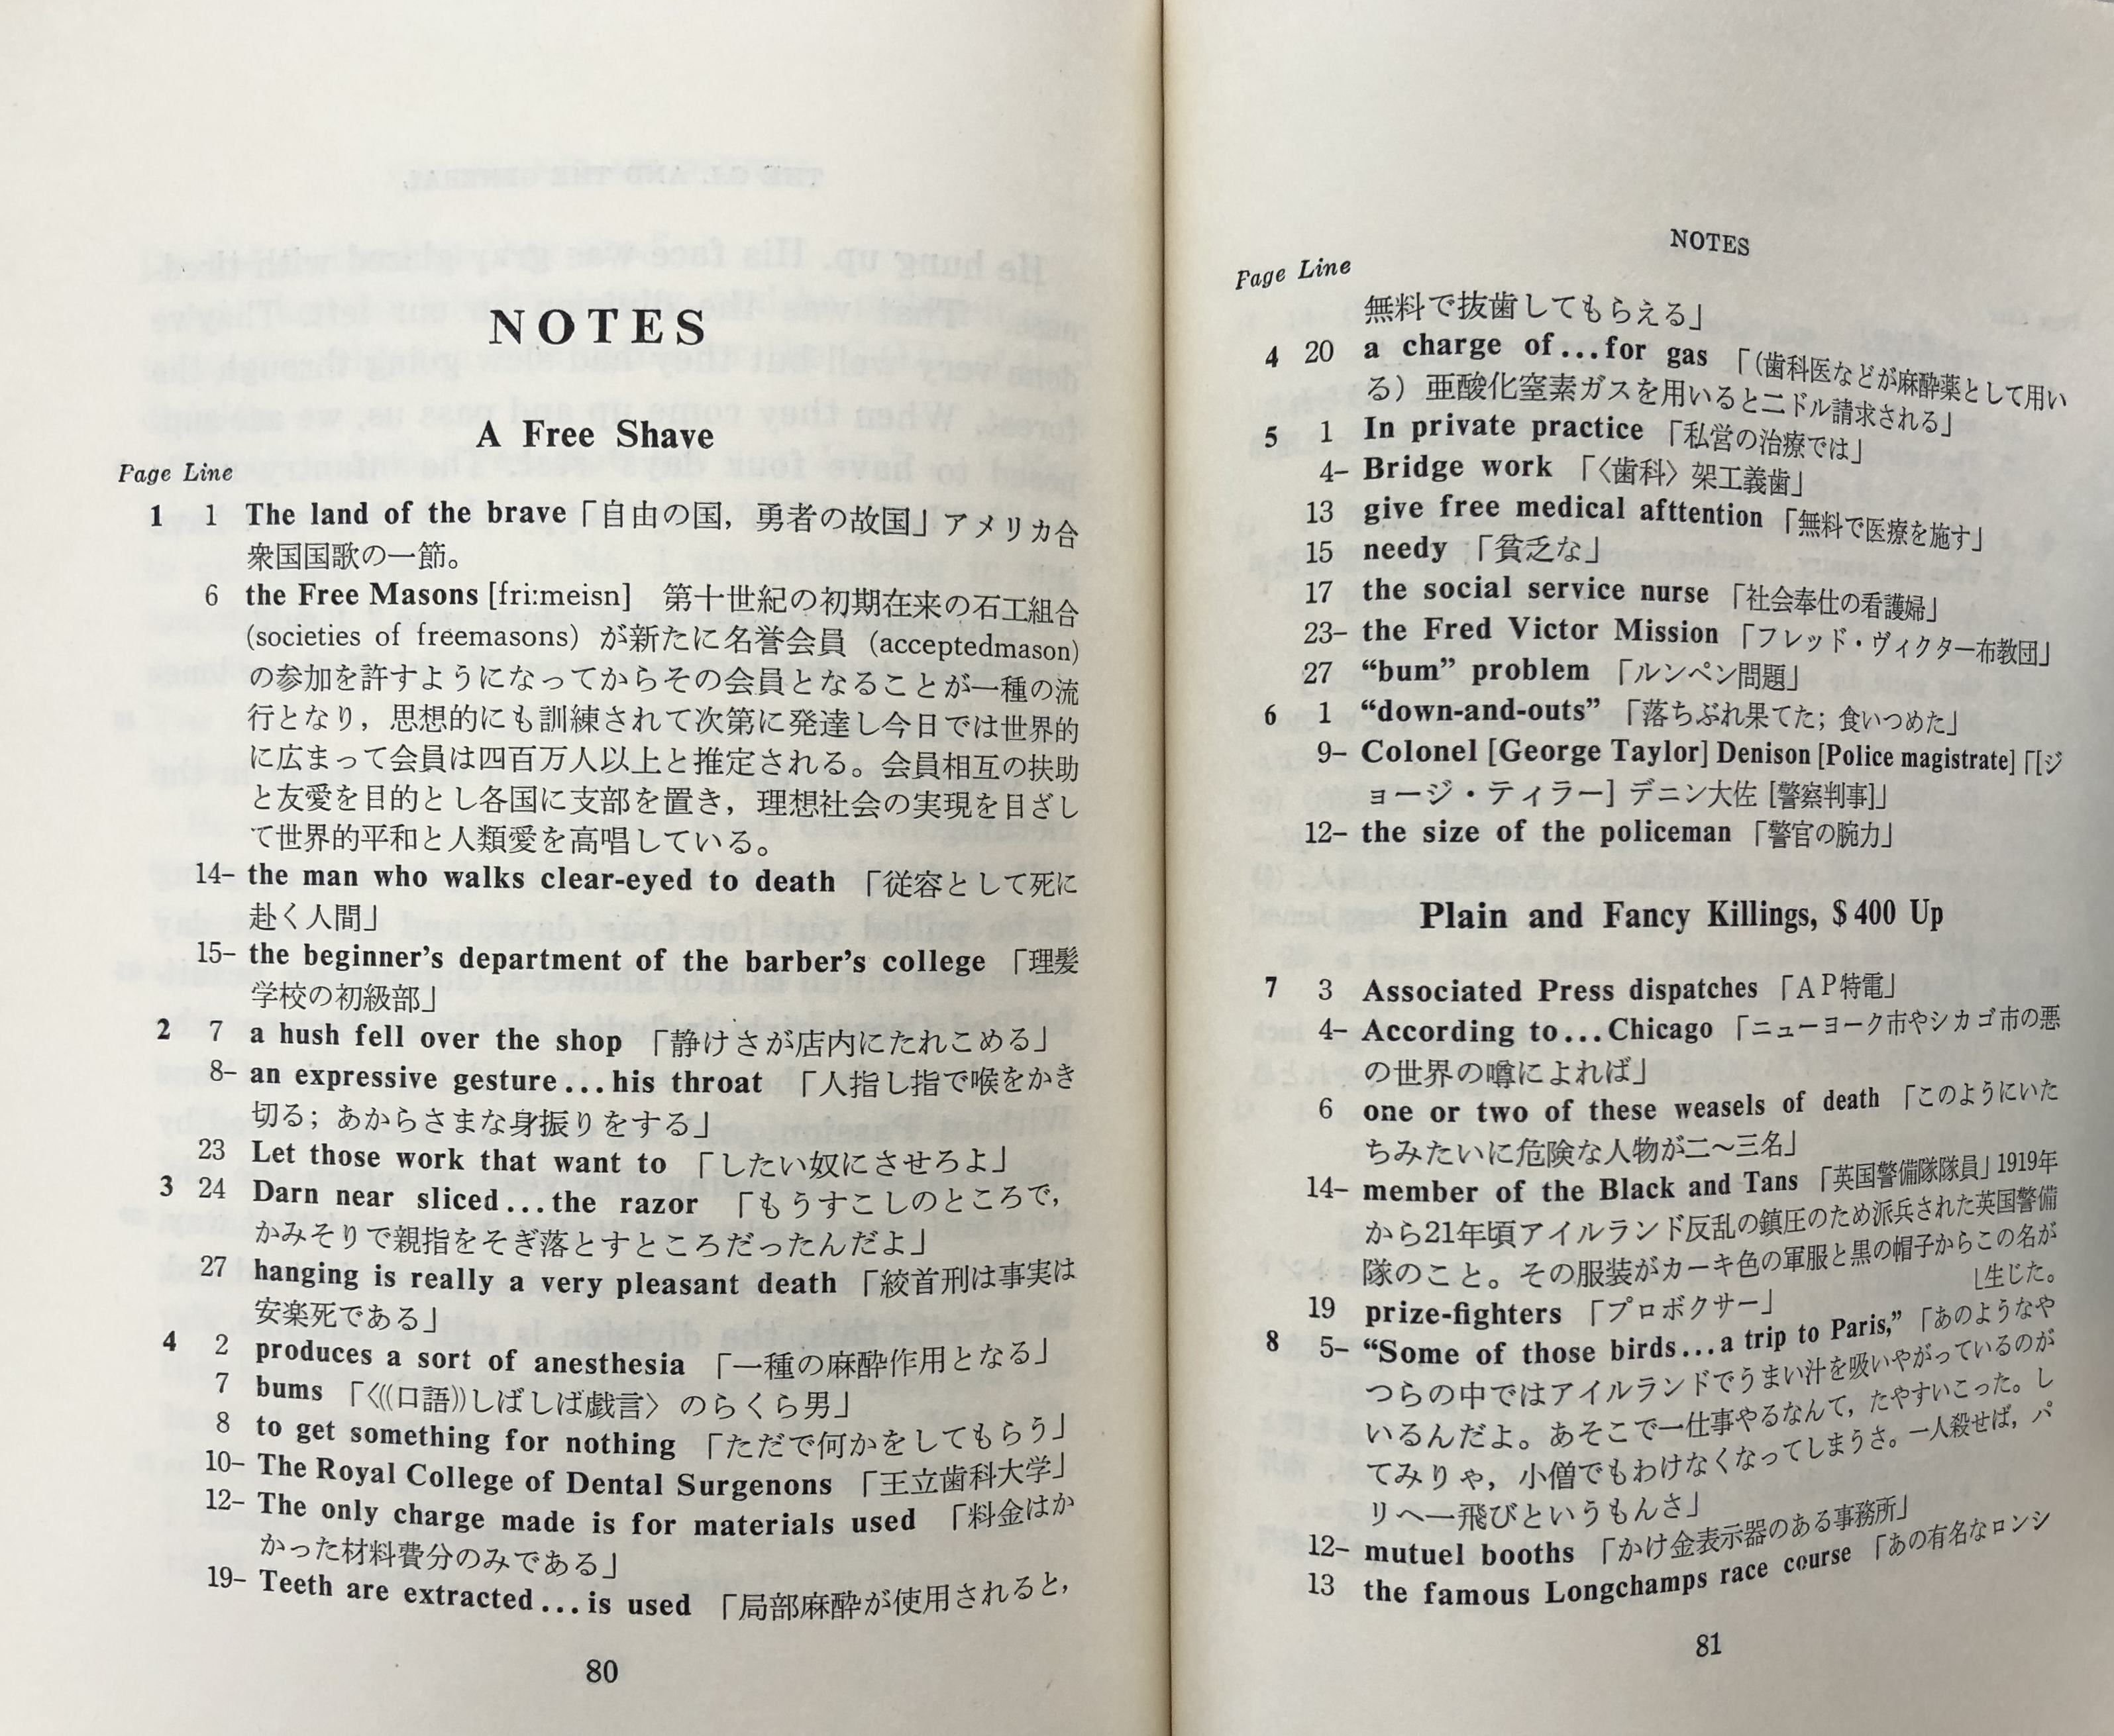 NOTES
A Free Shave
Page Line
1 1 The land of the brave「自由の国，勇者の故国」アメリカ合
衆国国歌の一節。
6 the Free Masons [fri:meisn] 第十世紀の初期在来の石工組合
(societies of freemasons) が新たに名誉会員 (acceptedmason)
の参加を許すようになってからその会員となることが一種の流
行となり，思想的にも訓練されて次第に発達し今日では世界的
に広まって会員は四百万人以上と推定される。会員相互の扶助
と友愛を目的とし各国に支部を置き，理想社会の実現を目ざし
て世界的平和と人類愛を高唱している。
14- the man who walks clear-eyed to death 「従容として死に
赴く人間」
15- the beginner's department of the barber's college 「理髪
学校の初級部」
2 7 a hush fell over the shop 「静けさが店内にたれこめる」
8- an expressive gesture...his throat 「人指し指で喉をかき
切る；あからさまな身振りをする」
23 Let those work that want to 「したい奴にさせろよ」
3 24 Darn near sliced...the razor 「もうすこしのところで，
かみそりで親指をそぎ落とすところだったんだよ」
27 hanging is really a very pleasant death 「絞首刑は事実は
安楽死である」
4 2 produces a sort of anesthesia 「一種の麻酔作用となる」
7 bums 「〈((口語))しばしば戯言〉のらくら男」
8 to get something for nothing 「ただで何かをしてもらう」
10- The Royal College of Dental Surgenons 「王立歯科大学」
12- The only charge made is for materials used 「料金はか
かった材料費分のみである」
19- Teeth are extracted...is used 「局部麻酔が使用されると，
80
NOTES
Page Line
無料で抜歯してもらえる」
4 20 a charge of...for gas 「(歯科医などが麻酔薬として用い
る）亜酸化窒素ガスを用いると二ドル請求される」
5 1 In private practice 「私営の治療では」
4- Bridge work 「〈歯科〉架工義歯」
13 give free medical afttention 「無料で医療を施す」
15 needy 「貧乏な」
17 the social service nurse 「社会奉仕の看護婦」
23- the Fred Victor Mission 「フレッド・ヴィクター布教団」
27 “bum” problem 「ルンペン問題」
6 1 “down-and-outs” 「落ちぶれ果てた；食いつめた」
9- Colonel [George Taylor] Denison [Police magistrate]「[ジ
ョージ・ティラー] デニン大佐 [警察判事]」
12- the size of the policeman 「警官の腕力」
Plain and Fancy Killings, $400 Up
7 3 Associated Press dispatches 「AP特電」
4- According to...Chicago 「ニューヨーク市やシカゴ市の悪
の世界の噂によれば」
6 one or two of these weasels of death 「このようにいた
ちみたいに危険な人物が二～三名」
14- member of the Black and Tans 「英国警備隊隊員」1919年
から21年頃アイルランド反乱の鎮圧のため派兵された英国警備
隊のこと。その服装がカーキ色の軍服と黒の帽子からこの名が
⌊生じた。
19 prize-fighters 「プロボクサー」
8 5- “Some of those birds...a trip to Paris,” 「あのようなや
つらの中ではアイルランドでうまい汁を吸いやがっているのが
いるんだよ。あそこで一仕事やるなんて，たやすいこった。し
てみりゃ，小僧でもわけなくなってしまうさ。一人殺せば，パ
リへ一飛びというもんさ」
12- mutuel booths 「かけ金表示器のある事務所」
13 the famous Longchamps race course 「あの有名なロンシ
81